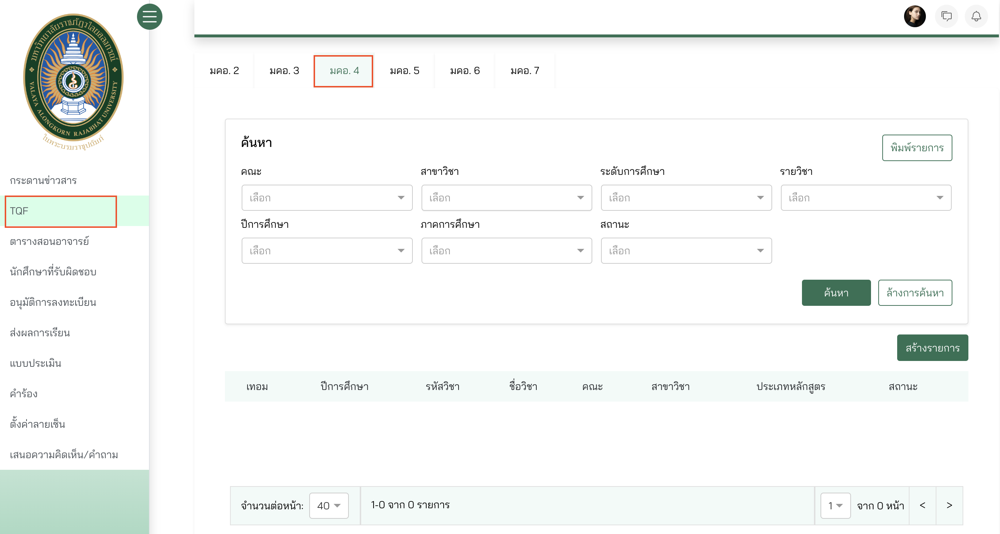 มหาวิทยาลัยราชภัฏวไลยอลงกรณ์
VALAYA ALONGKORN RAJABHAT UNIVERSITY
ในพระบรมราชูปถัมภ์
กระดานข่าวสาร
TQF
ตารางสอนอาจารย์
นักศึกษาที่รับผิดชอบ
อนุมัติการลงทะเบียน
ส่งผลการเรียน
แบบประเมิน
คำร้อง
ตั้งค่าลายเซ็น
เสนอความคิดเห็น/คำถาม
มคอ. 2 มคอ. 3 มคอ. 4 มคอ. 5 มคอ. 6 มคอ. 7
ค้นหา
พิมพ์รายการ
คณะ สาขาวิชา ระดับการศึกษา รายวิชา
เลือก เลือก เลือก เลือก
ปีการศึกษา ภาคการศึกษา สถานะ
เลือก เลือก เลือก
ค้นหา ล้างการค้นหา
สร้างรายการ
เทอม ปีการศึกษา รหัสวิชา ชื่อวิชา คณะ สาขาวิชา ประเภทหลักสูตร สถานะ
จำนวนต่อหน้า: 40 1-0 จาก 0 รายการ 1 จาก 0 หน้า < >